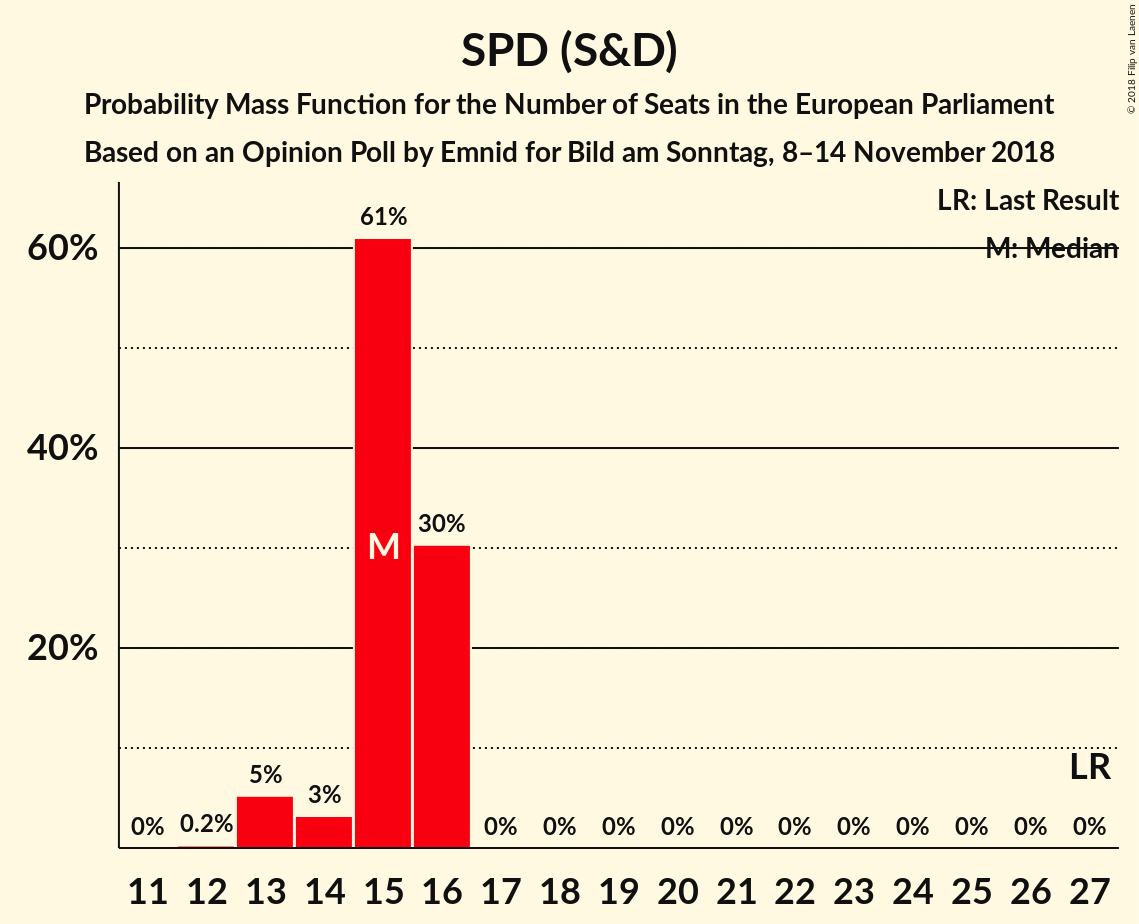 SPD (S&D)
Probability Mass Function for the Number of Seats in the European Parliament
Based on an Opinion Poll by Emnid for Bild am Sonntag, 8–14 November 2018
© 2018 Filip van Laenen
LR: Last Result
M: Median
60%
40%
20%
61%
30%
M
5%
3%
0%
0.2%
0%
0%
0%
0%
0%
0%
0%
0%
0%
0%
0%
LR
11 12 13 14 15 16 17 18 19 20 21 22 23 24 25 26 27